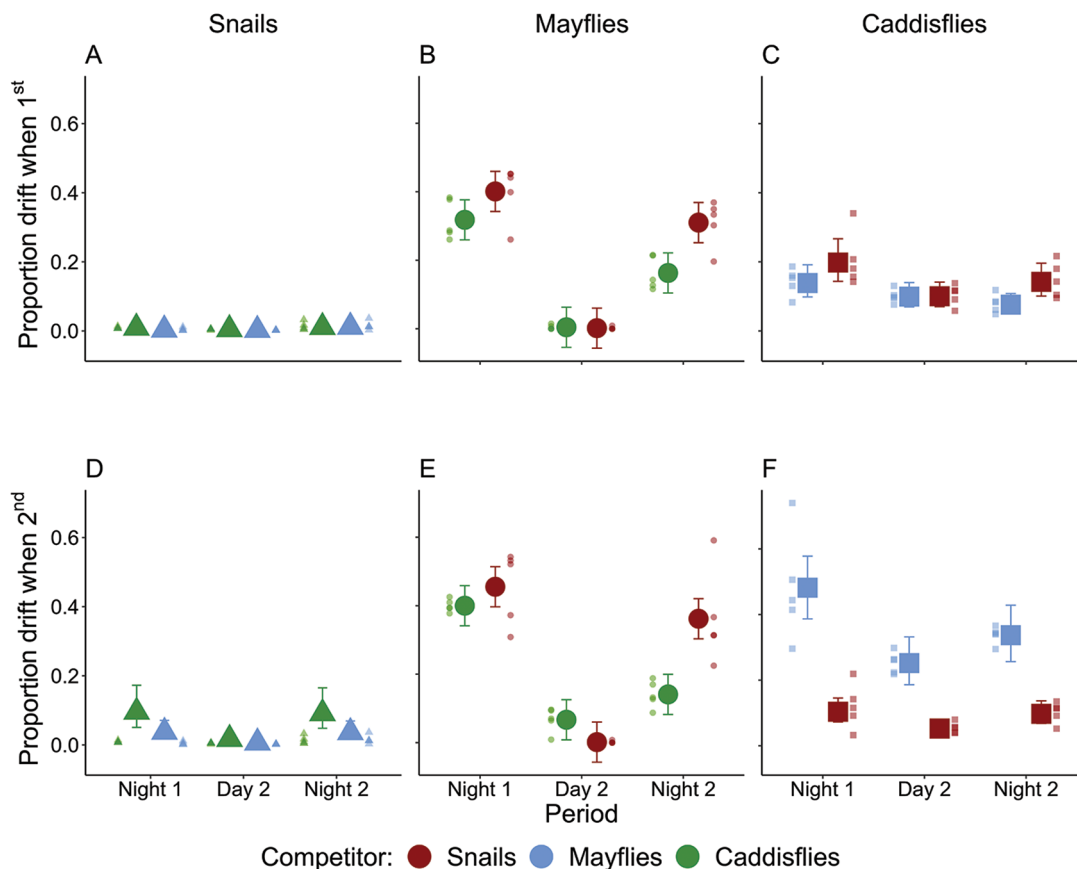 Snails Mayflies Caddisflies
A B C
Proportion drift when 1st
0.6
0.4
0.2
0.0
D E F
Proportion drift when 2nd
0.6
0.4
0.2
0.0
Night 1 Day 2 Night 2 Night 1 Day 2 Night 2 Night 1 Day 2 Night 2
Period
Competitor: Snails Mayflies Caddisflies